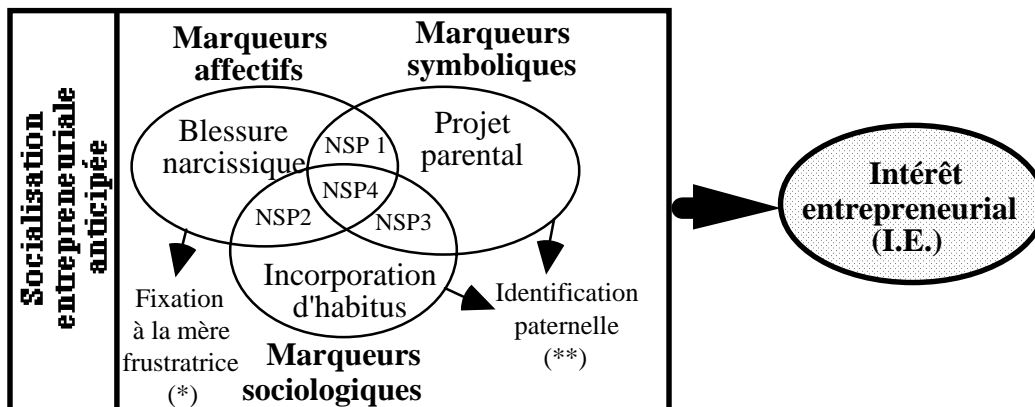 Socialisation
entrepreneuriale
anticipée
Marqueurs
affectifs
Marqueurs
symboliques
Blessure
narcissique
NSP 1
Projet
parental
NSP4
NSP2
NSP3
Incorporation
d'habitus
Fixation
à la mère
frustratrice
(*)
Identification
paternelle
(**)
Marqueurs
sociologiques
Intérêt
entrepreneurial
(I.E.)